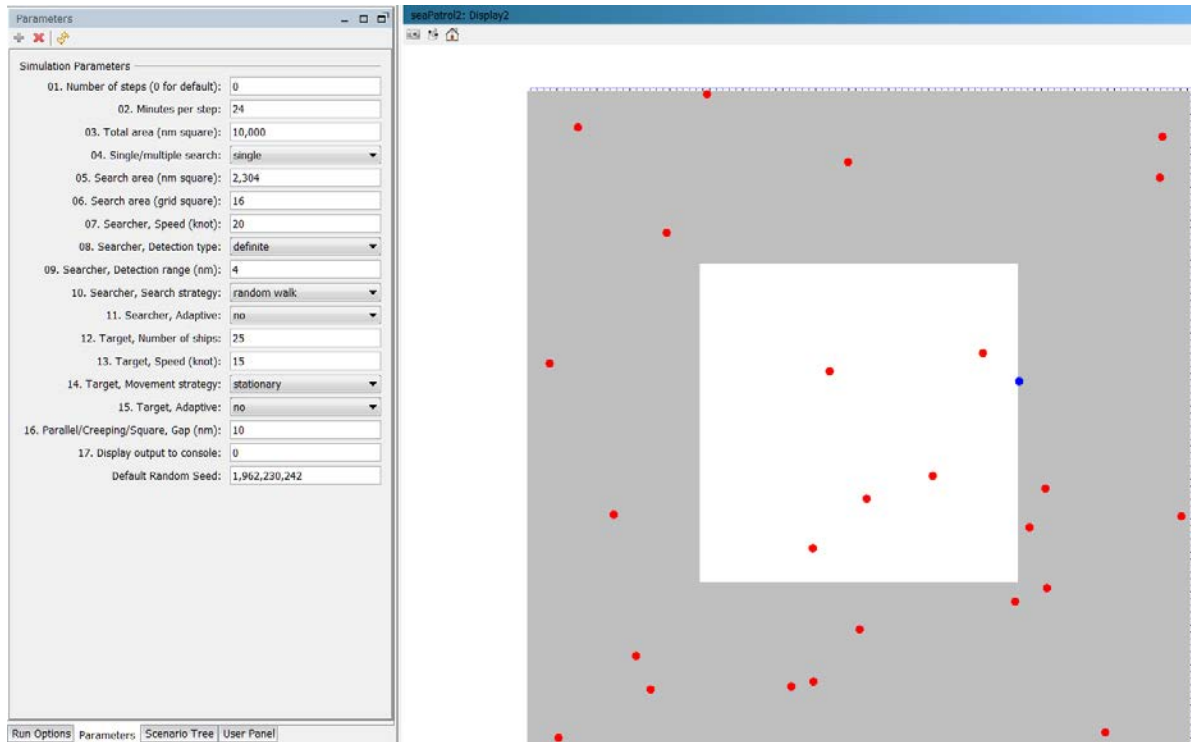 Parameters
Simulation Parameters
01. Number of steps (0 for default): 0
02. Minutes per step: 24
03. Total area (nm square): 10,000
04. Single/multiple search: single
05. Search area (nm square): 2,304
06. Search area (grid square): 16
07. Searcher, Speed (knot): 20
08. Searcher, Detection type: definite
09. Searcher, Detection range (nm): 4
10. Searcher, Search strategy: random walk
11. Searcher, Adaptive: no
12. Target, Number of ships: 25
13. Target, Speed (knot): 15
14. Target, Movement strategy: stationary
15. Target, Adaptive: no
16. Parallel/Creeping/Square, Gap (nm): 10
17. Display output to console: 0
Default Random Seed: 1,962,230,242
Run Options Parameters Scenario Tree User Panel
seaPatrol2: Display2